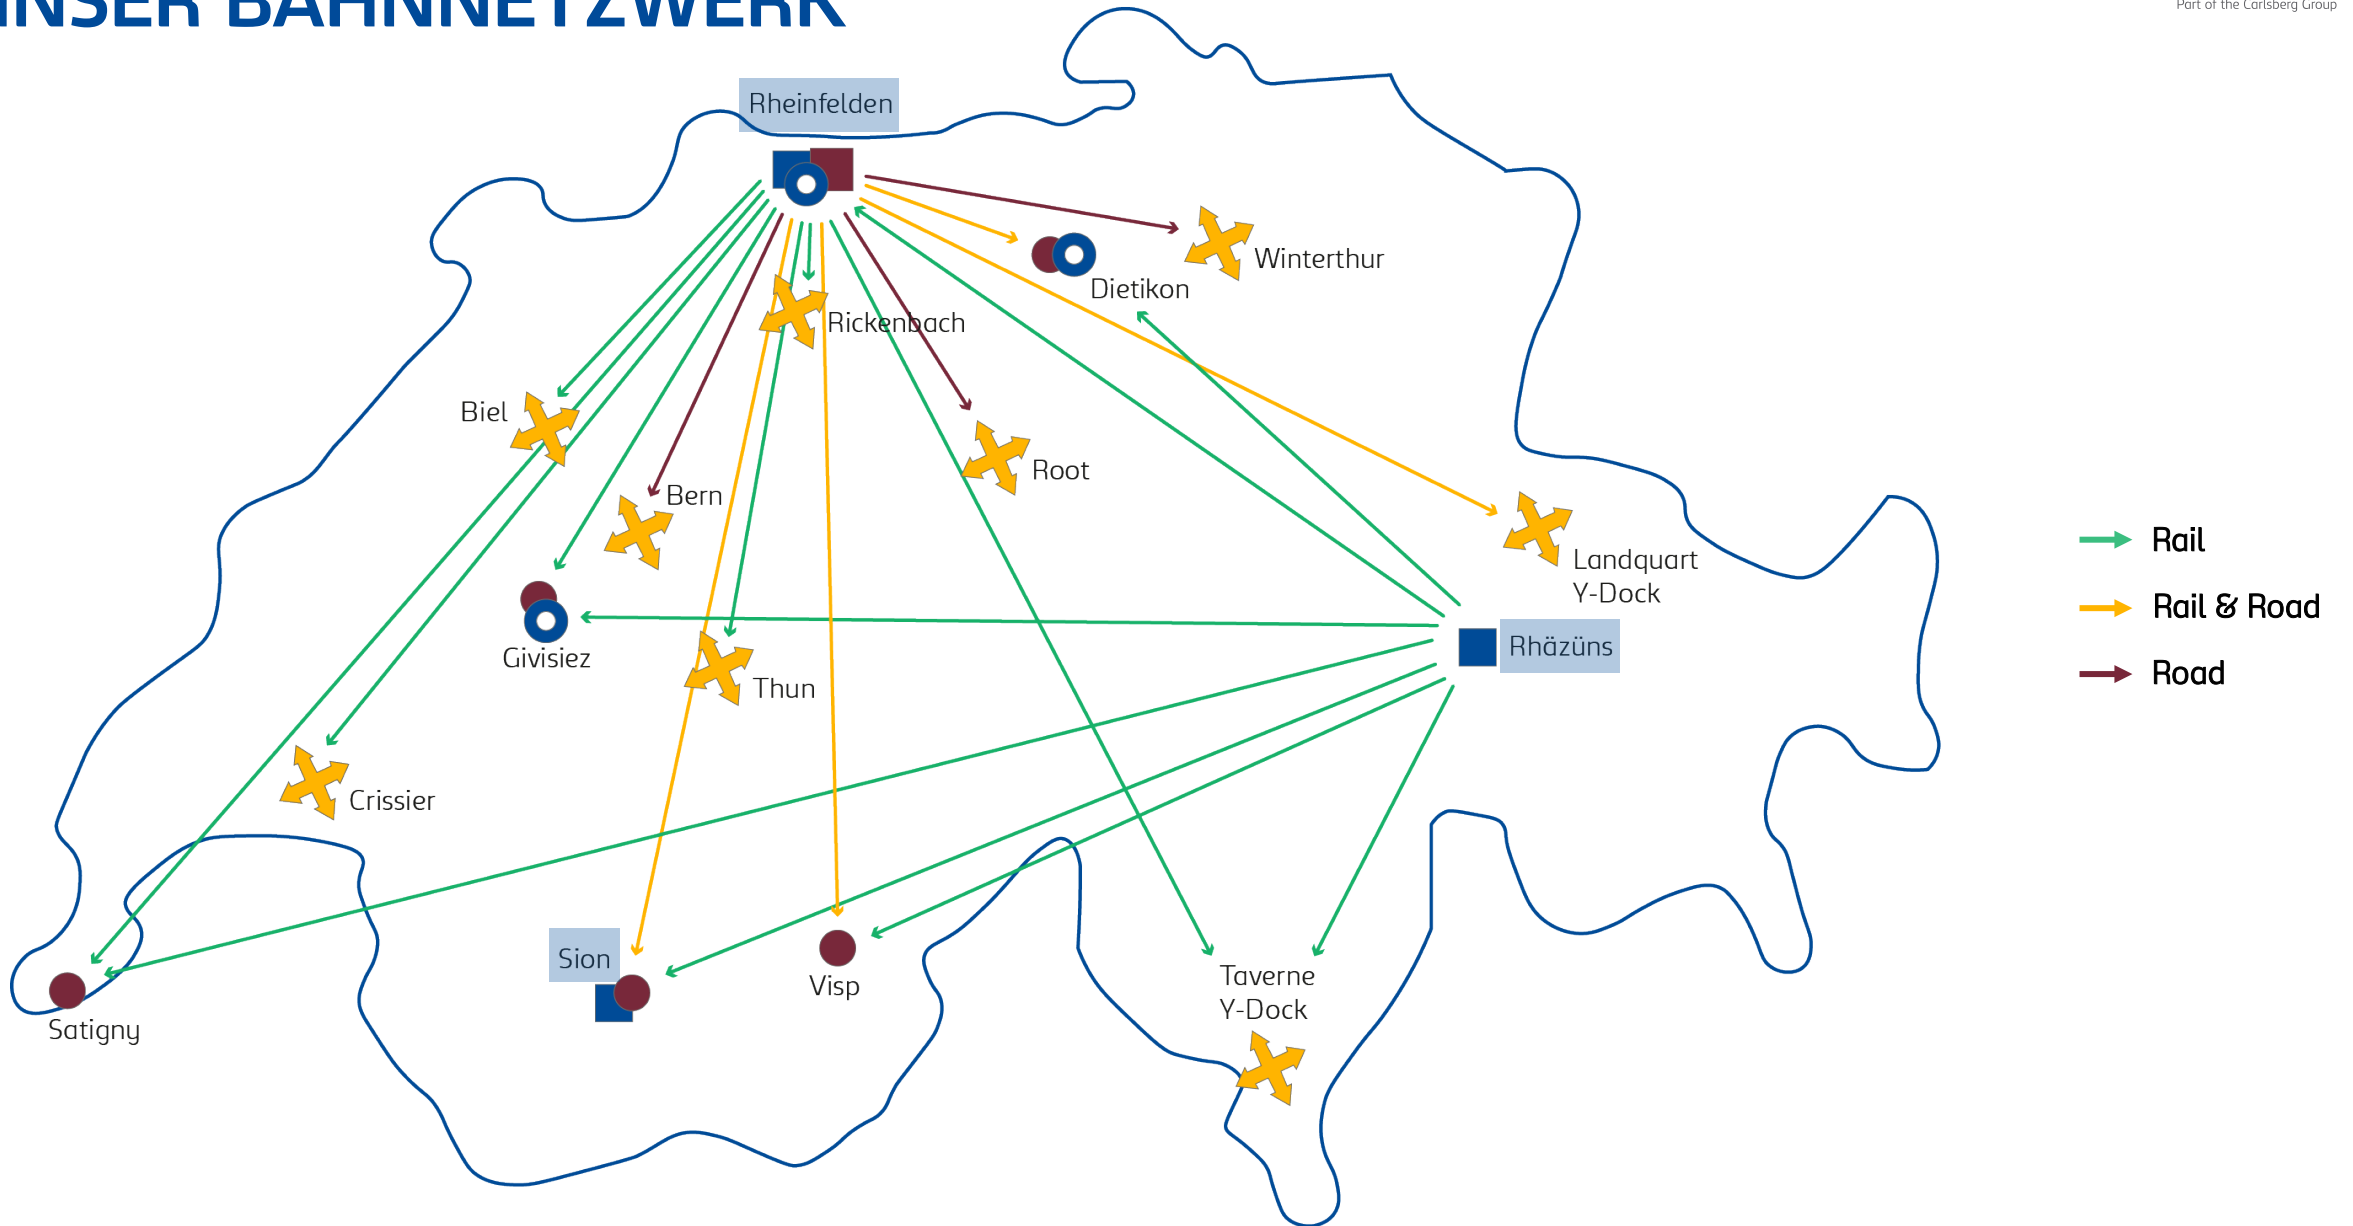 BAHNNETZWERK
Part of the Carlsberg Group
Rheinfelden
Winterthur
Dietikon
Rickenbach
Biel
Root
Bern
Landquart
Y-Dock
Rail
Rail & Road
Road
Rhäzüns
Givisiez
Thun
Crissier
Sion
Visp
Taverne
Y-Dock
Satigny